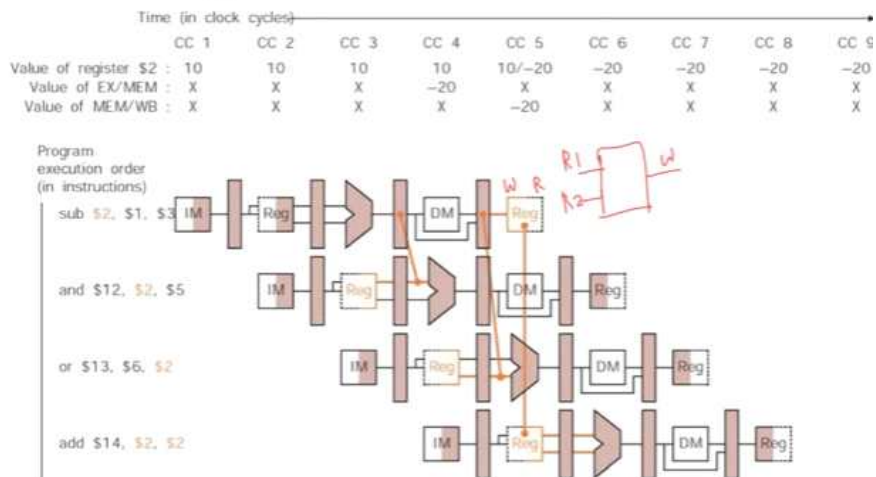 Time (in clock cycles)
CC 1 CC 2 CC 3 CC 4 CC 5 CC 6 CC 7 CC 8 CC 9
Value of register $2 : 10 10 10 10 10/−20 −20 −20 −20 −20
Value of EX/MEM : X X X −20 X X X X X
Value of MEM/WB : X X X X −20 X X X X
Program
execution order
(in instructions)
R1 W
R2
W R
sub $2, $1, $3 IM Reg DM Reg
and $12, $2, $5 IM Reg DM Reg
or $13, $6, $2 IM Reg DM Reg
add $14, $2, $2 IM Reg DM Reg